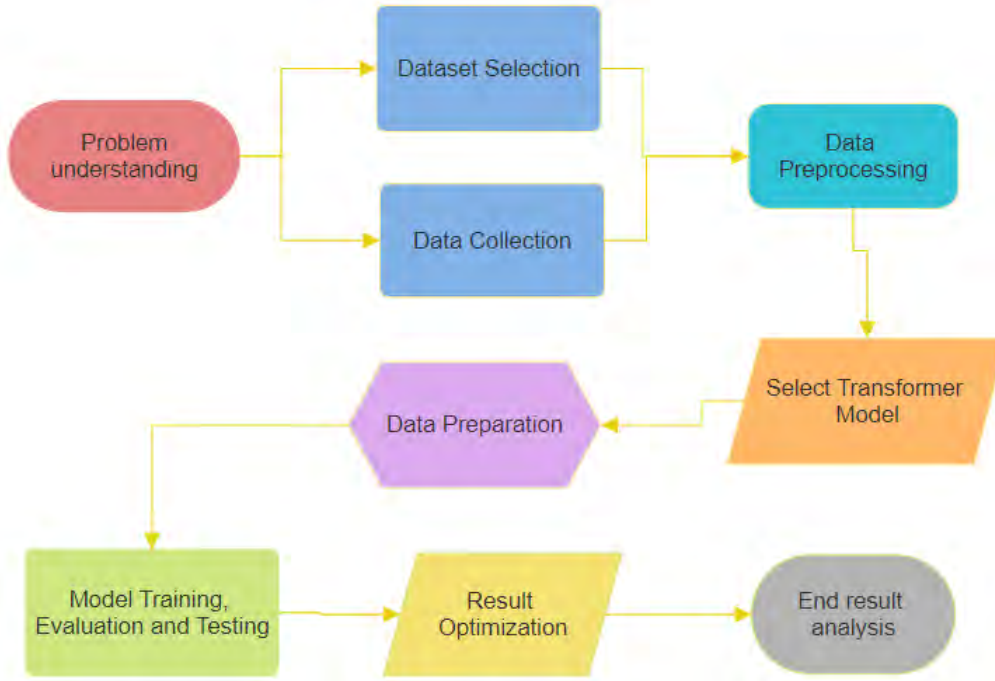 Problem
understanding
Dataset Selection
Data Collection
Data
Preprocessing
Select Transformer
Model
Data Preparation
Model Training,
Evaluation and Testing
Result
Optimization
End result
analysis